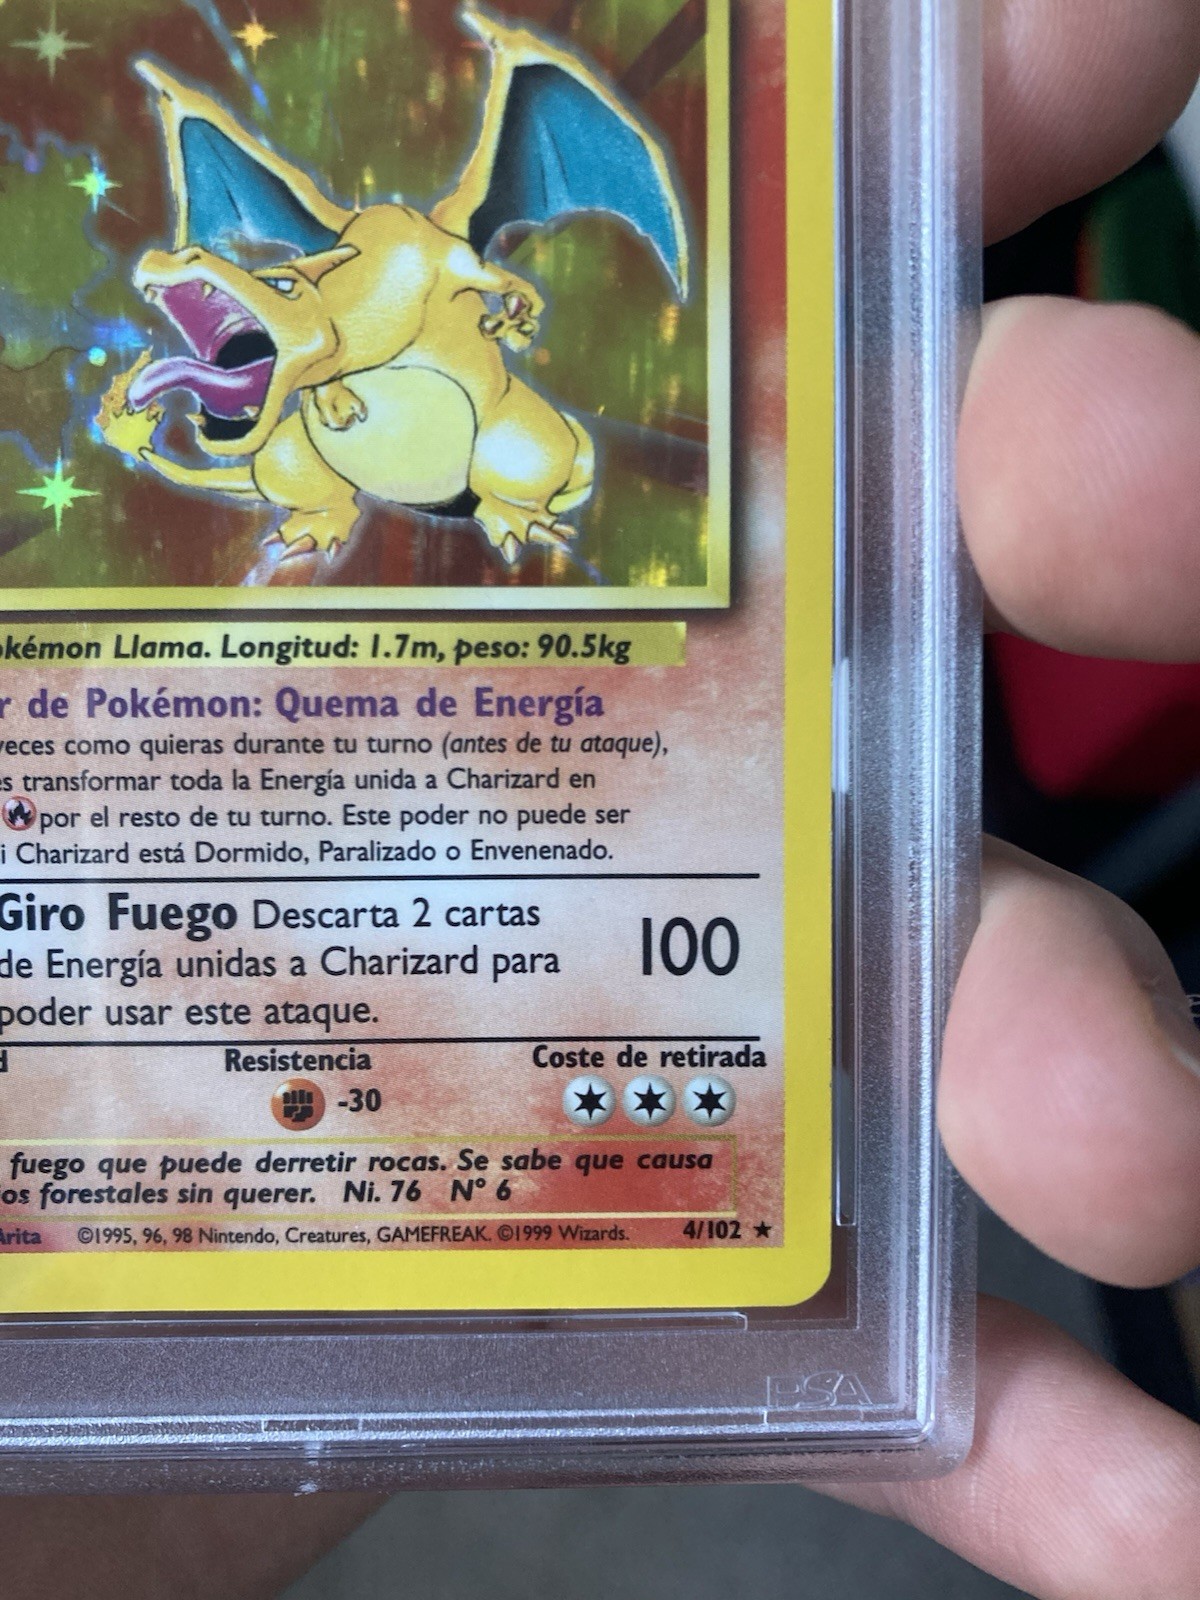 okémon Llama. Longitud: 1.7m, peso: 90.5kg
r de Pokémon: Quema de Energía
veces como quieras durante tu turno (antes de tu ataque),
es transformar toda la Energía unida a Charizard en
por el resto de tu turno. Este poder no puede ser
i Charizard está Dormido, Paralizado o Envenenado.
Giro Fuego Descarta 2 cartas
de Energía unidas a Charizard para
poder usar este ataque.
100
d Resistencia Coste de retirada
-30
fuego que puede derretir rocas. Se sabe que causa
os forestales sin querer. Ni. 76 N° 6
Arita ©1995, 96, 98 Nintendo, Creatures, GAMEFREAK. ©1999 Wizards. 4/102 ★
PSA